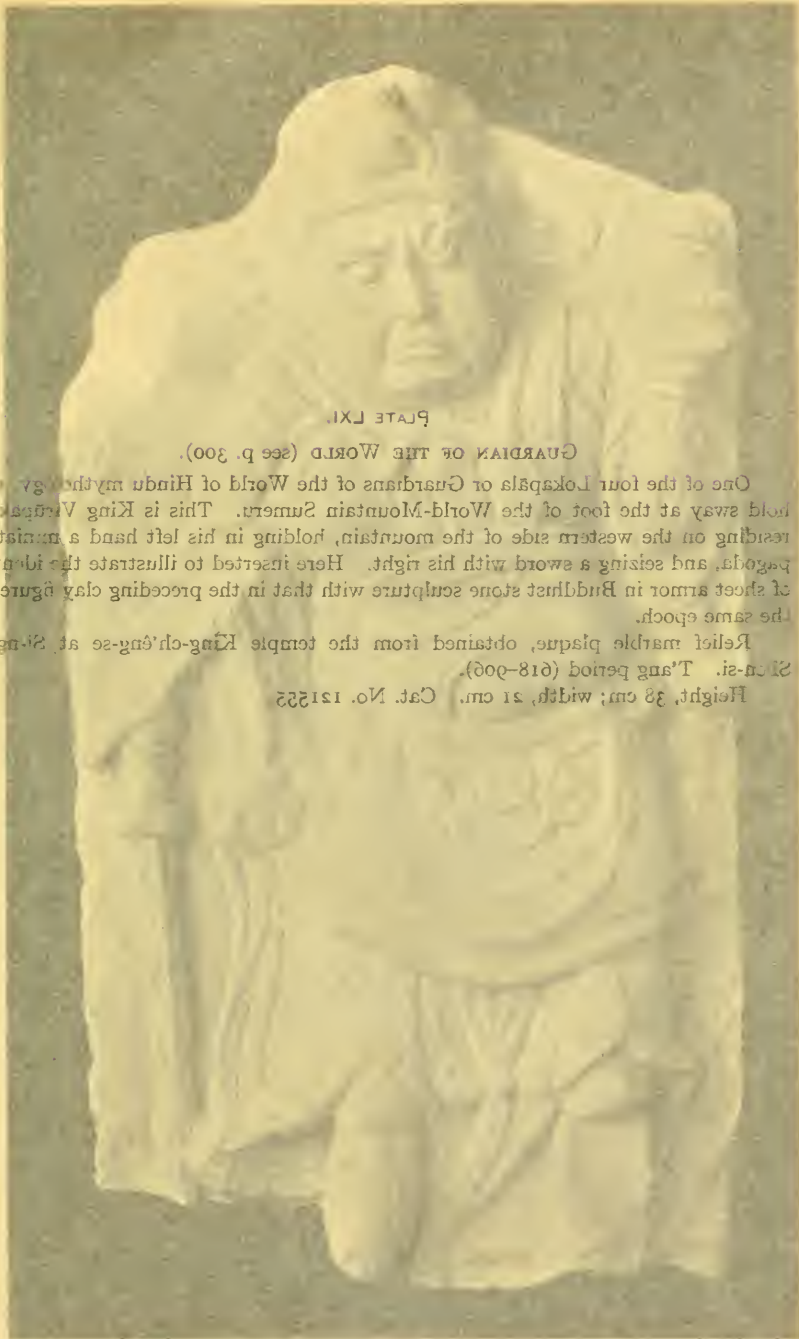 PLATE LXI.
GUARDIAN OF THE WORLD (see p. 300).
One of the four Lokapāla or Guardians of the World of Hindu
hold sway at the foot of the World-Mountain Sumeru. This is King
residing on the western side of the mountain, holding in his left hand a
pagoda, and seizing a sword with his right. Here inserted to illustrate the
of sheet armor in Buddhist stone sculpture with that in the preceding clay figure
the same epoch.
Relief marble plaque, obtained from the temple King-ch'êng-se at
T'ang period (618–906).
Height, 38 cm; width, 21 cm. Cat. No. 121555